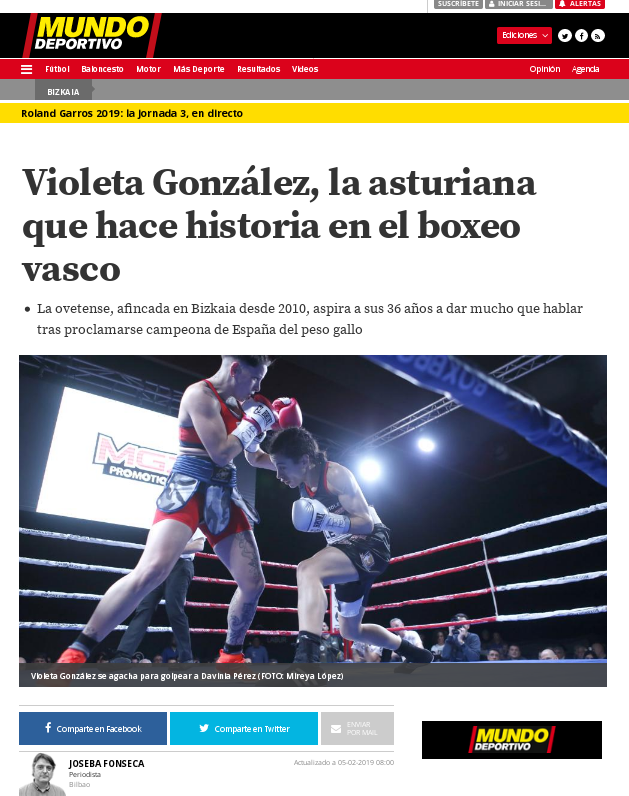 SUSCRÍBETE INICIAR SESI... ALERTAS
MUNDO
DEPORTIVO
Ediciones
Fútbol Baloncesto Motor Más Deporte Resultados Videos Opinión Agenda
BIZKAIA
Roland Garros 2019: la jornada 3, en directo
Violeta González, la asturiana
que hace historia en el boxeo
vasco
• La ovetense, afincada en Bizkaia desde 2010, aspira a sus 36 años a dar mucho que hablar
tras proclamarse campeona de España del peso gallo
PROMOTION
Violeta González se agacha para golpear a Davinia Pérez (FOTO: Mireya López)
Comparte en Facebook Comparte en Twitter ENVIAR
POR MAIL
MUNDO
DEPORTIVO
JOSEBA FONSECA Actualizado a 05-02-2019 08:00
Periodista
Bilbao